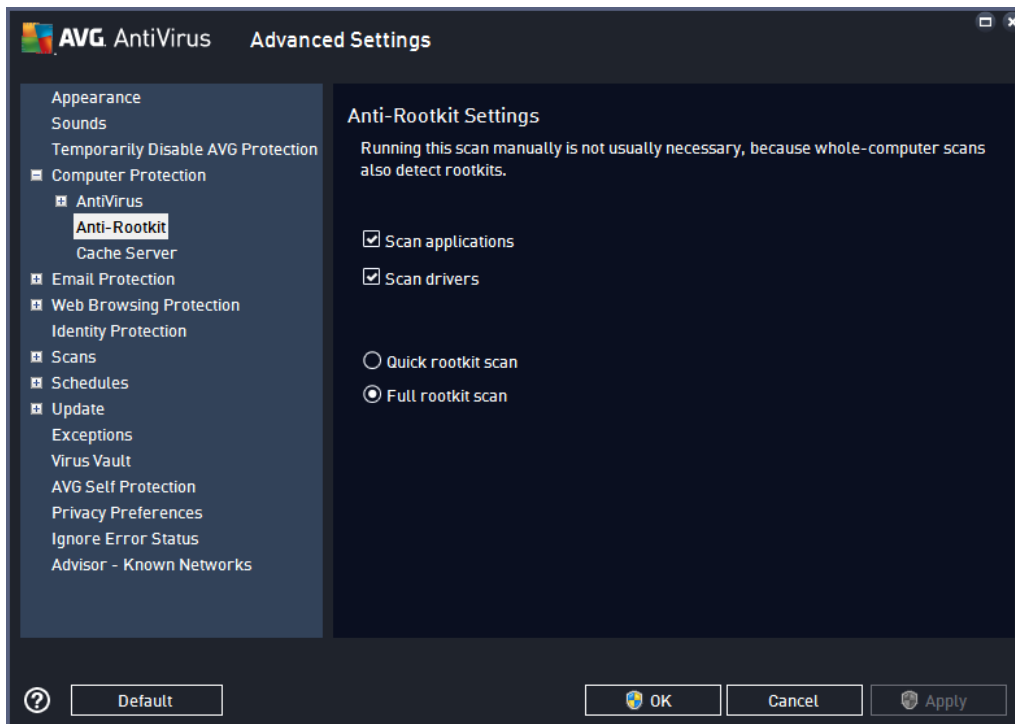 AVG AntiVirus Advanced Settings
Appearance
Sounds
Temporarily Disable AVG Protection
Computer Protection
AntiVirus
Anti-Rootkit
Cache Server
Email Protection
Web Browsing Protection
Identity Protection
Scans
Schedules
Update
Exceptions
Virus Vault
AVG Self Protection
Privacy Preferences
Ignore Error Status
Advisor - Known Networks
Anti-Rootkit Settings
Running this scan manually is not usually necessary, because whole-computer scans
also detect rootkits.
Scan applications
Scan drivers
Quick rootkit scan
Full rootkit scan
? Default OK Cancel Apply